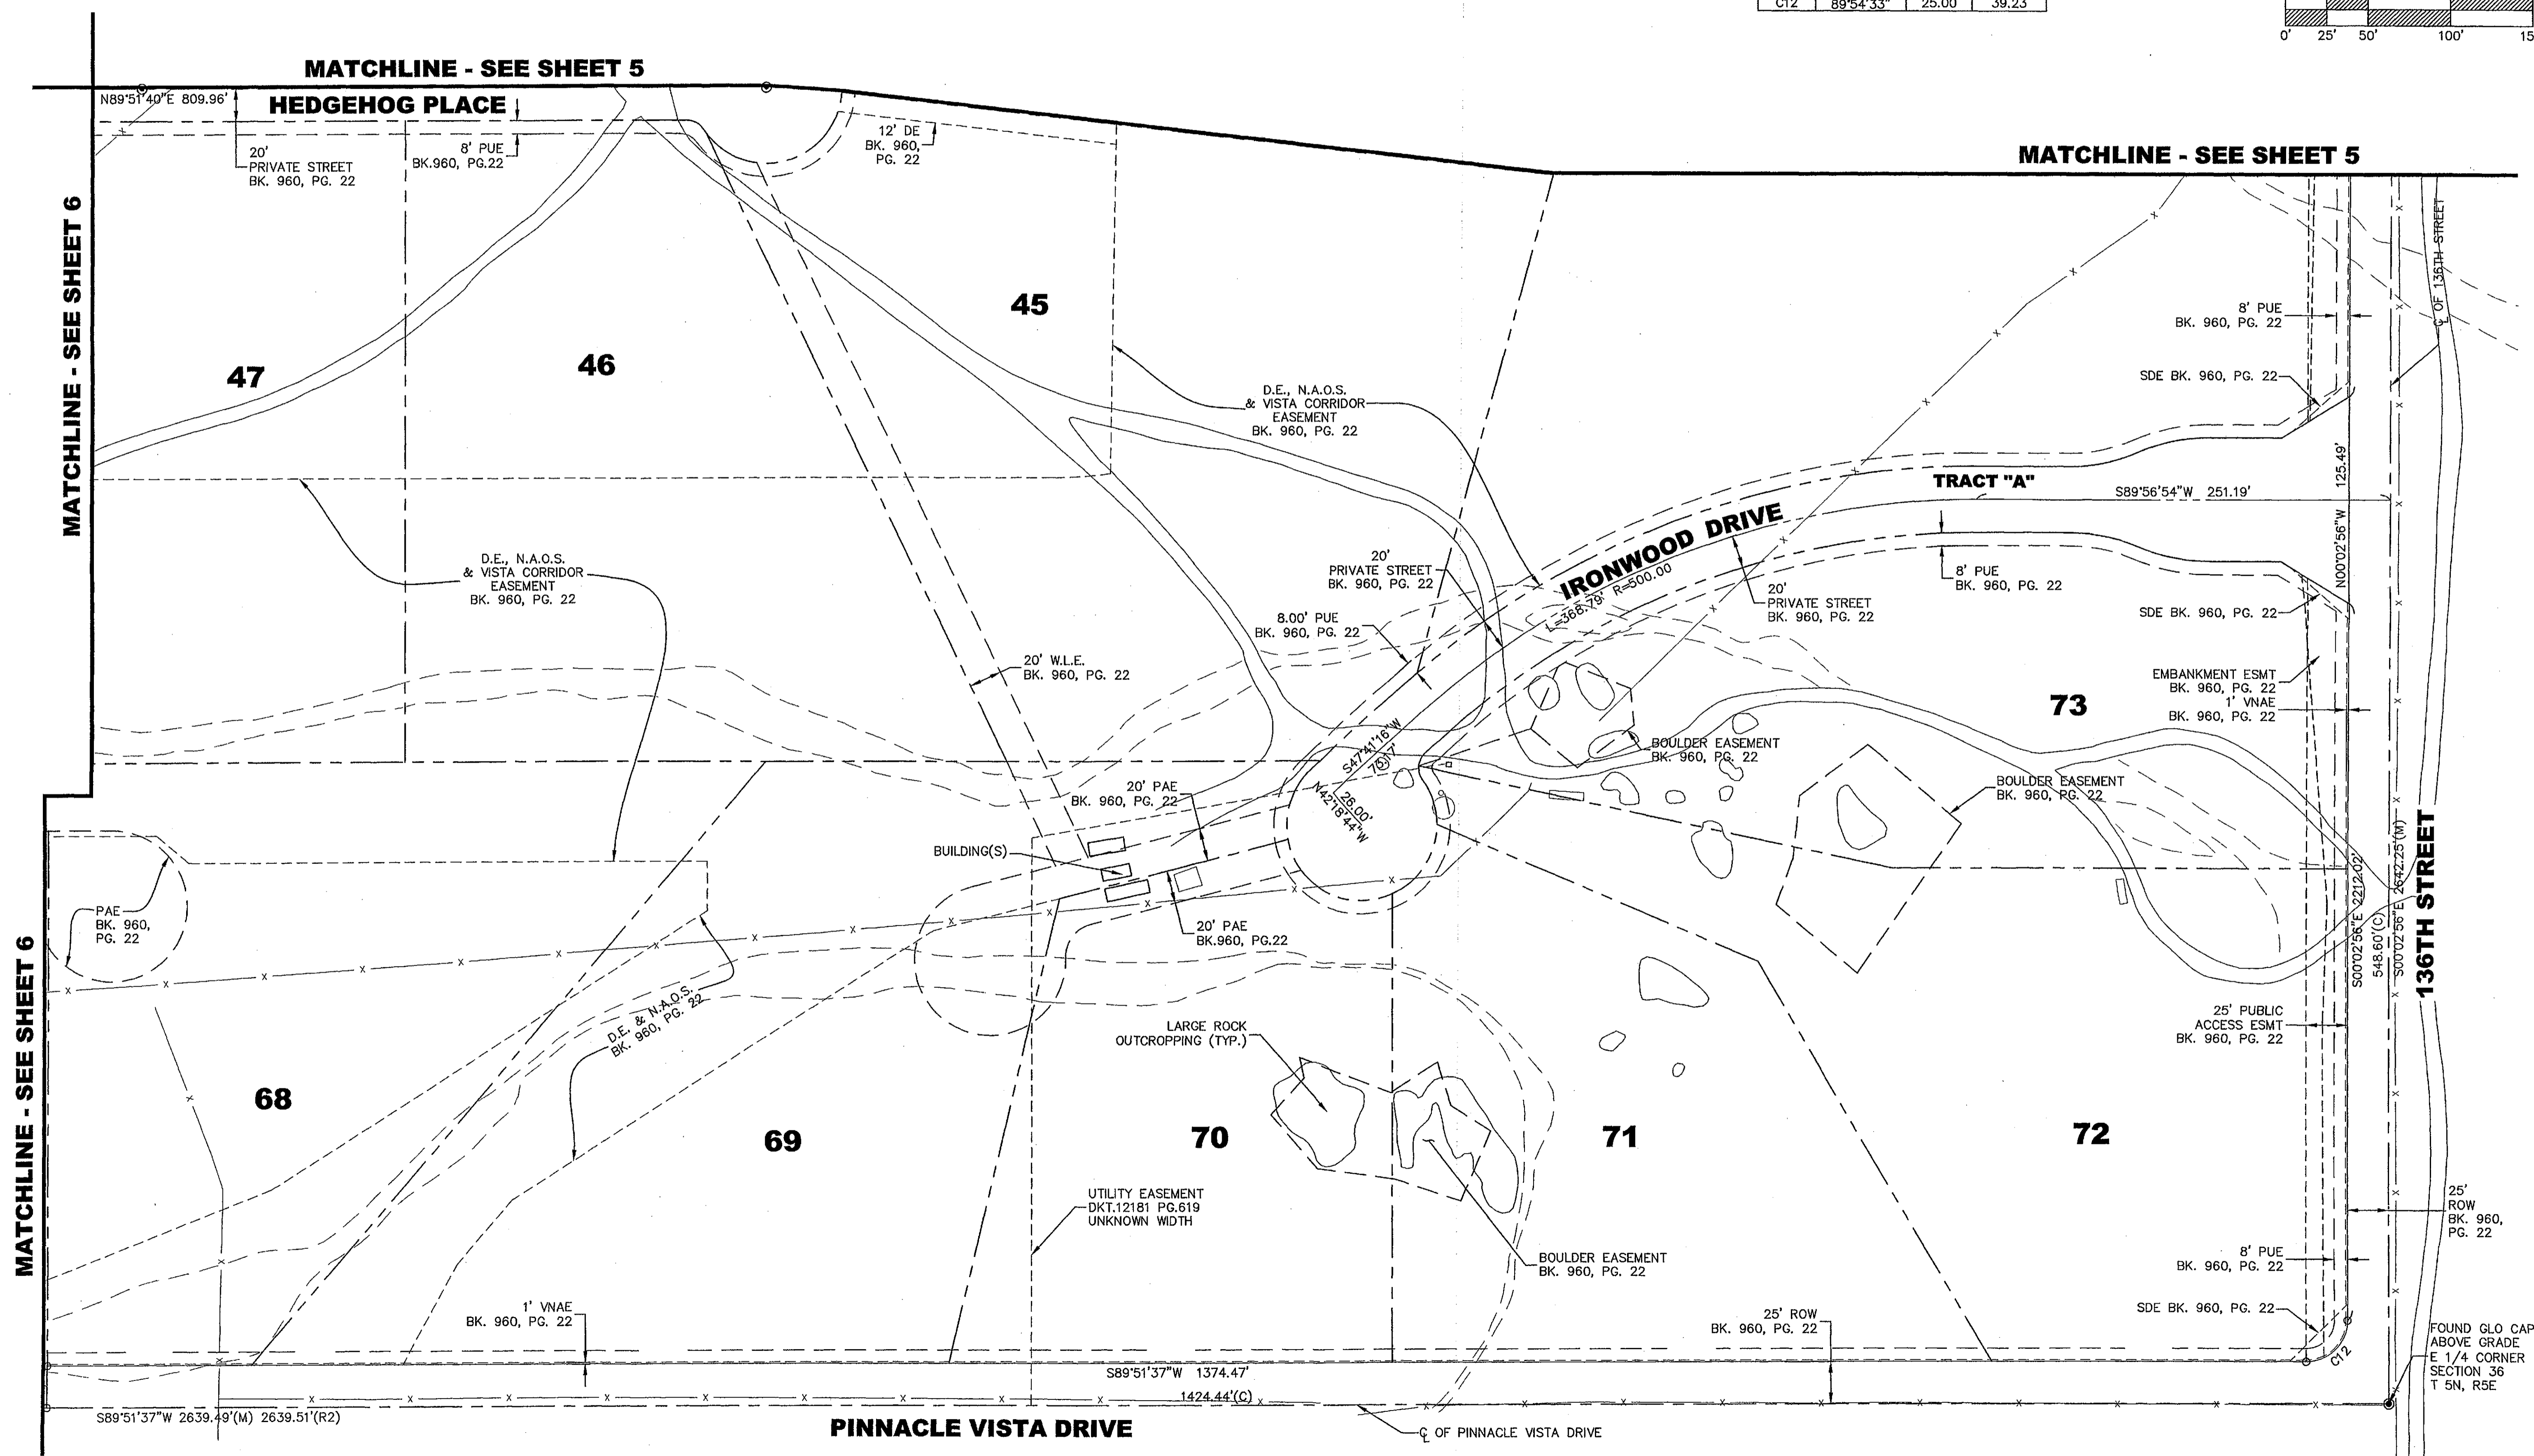 C12 89°54'33" 25.00 39.23
0' 25' 50' 100' 15
MATCHLINE - SEE SHEET 5
N89°51'40"E 809.96'
HEDGEHOG PLACE
20'
PRIVATE STREET
BK. 960, PG. 22
8' PUE
BK.960, PG.22
12' DE
BK. 960,
PG. 22
MATCHLINE - SEE SHEET 5
MATCHLINE - SEE SHEET 6
47
46
45
D.E., N.A.O.S.
& VISTA CORRIDOR
EASEMENT
BK. 960, PG. 22
℄ OF 136TH STREET
8' PUE
BK. 960, PG. 22
SDE BK. 960, PG. 22
TRACT "A"
S89°56'54"W 251.19'
125.49'
N00°02'56"W
IRONWOOD DRIVE
L=368.79' R=500.00
20'
PRIVATE STREET
BK. 960, PG. 22
8.00' PUE
BK. 960, PG. 22
20'
PRIVATE STREET
BK. 960, PG. 22
8' PUE
BK. 960, PG. 22
SDE BK. 960, PG. 22
D.E., N.A.O.S.
& VISTA CORRIDOR
EASEMENT
BK. 960, PG. 22
20' W.L.E.
BK. 960, PG. 22
EMBANKMENT ESMT
BK. 960, PG. 22
1' VNAE
BK. 960, PG. 22
73
S47°41'16"W
75.17'
26.00'
N42°18'44"W
BOULDER EASEMENT
BK. 960, PG. 22
BOULDER EASEMENT
BK. 960, PG. 22
20' PAE
BK. 960, PG. 22
BUILDING(S)
20' PAE
BK.960, PG.22
PAE
BK. 960,
PG. 22
MATCHLINE - SEE SHEET 6
S00°02'56"E 2212.02'
548.60'(C)
S00°02'56"E 2642.25'(M)
136TH STREET
D.E. & N.A.O.S.
BK. 960, PG. 22
LARGE ROCK
OUTCROPPING (TYP.)
25' PUBLIC
ACCESS ESMT
BK. 960, PG. 22
68
69
70
71
72
UTILITY EASEMENT
DKT.12181 PG.619
UNKNOWN WIDTH
BOULDER EASEMENT
BK. 960, PG. 22
25'
ROW
BK. 960,
PG. 22
8' PUE
BK. 960, PG. 22
1' VNAE
BK. 960, PG. 22
25' ROW
BK. 960, PG. 22
SDE BK. 960, PG. 22
C12
FOUND GLO CAP
ABOVE GRADE
E 1/4 CORNER
SECTION 36
T 5N, R5E
S89°51'37"W 1374.47'
1424.44'(C)
S89°51'37"W 2639.49'(M) 2639.51'(R2)
PINNACLE VISTA DRIVE
℄ OF PINNACLE VISTA DRIVE